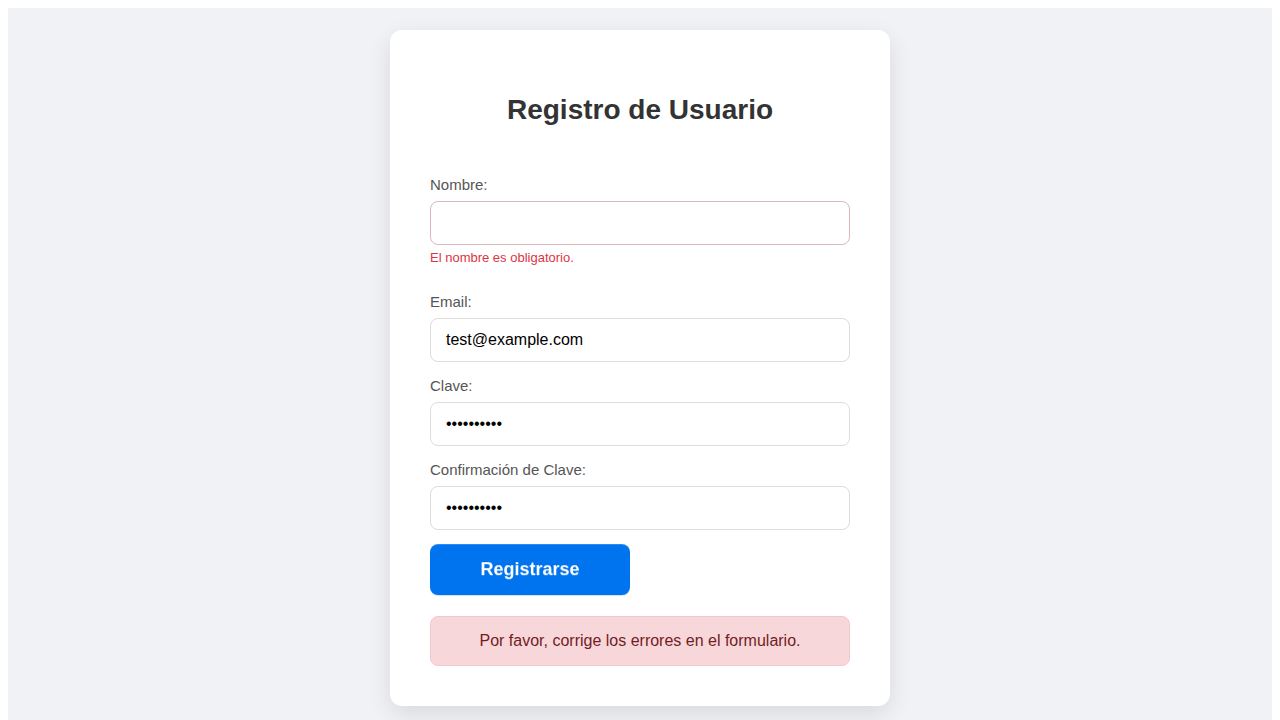 Registro de Usuario
Nombre:
El nombre es obligatorio.
Email:
test@example.com
Clave:
••••••••••
Confirmación de Clave:
••••••••••
Registrarse
Por favor, corrige los errores en el formulario.